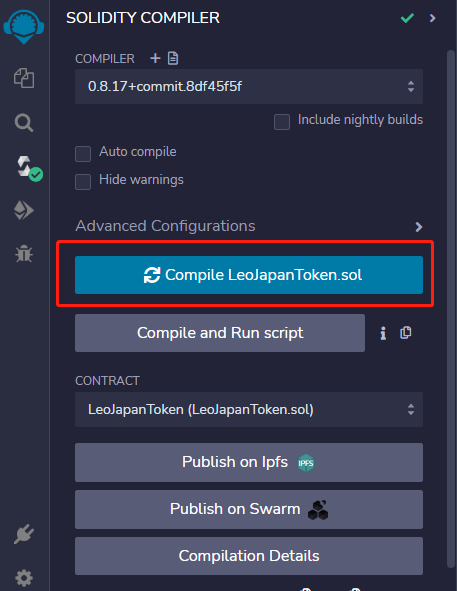 SOLIDITY COMPILER
COMPILER
0.8.17+commit.8df45f5f
Include nightly builds
Auto compile
Hide warnings
Advanced Configurations
Compile LeoJapanToken.sol
Compile and Run script
CONTRACT
LeoJapanToken (LeoJapanToken.sol)
Publish on Ipfs IPFS
Publish on Swarm
Compilation Details